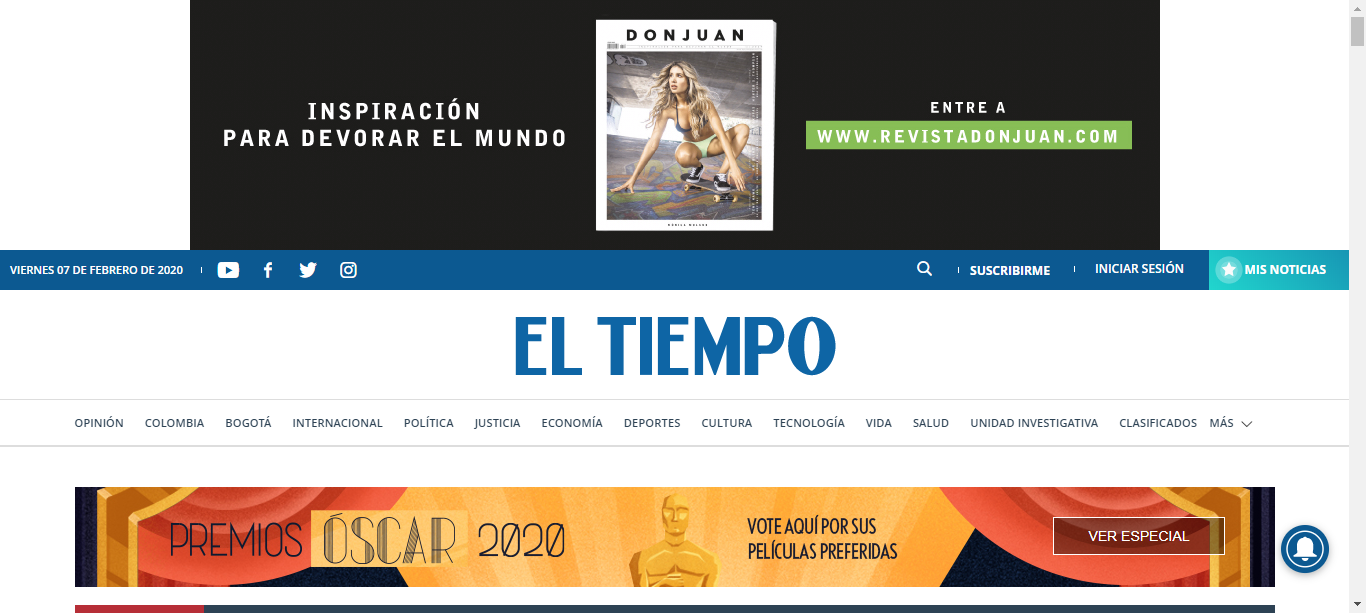 DONJUAN
INSPIRACIÓN
PARA DEVORAR EL MUNDO
ENTRE A
WWW.REVISTADONJUAN.COM
VIERNES 07 DE FEBRERO DE 2020
SUSCRIBIRME
INICIAR SESIÓN
MIS NOTICIAS
EL TIEMPO
OPINIÓN COLOMBIA BOGOTÁ INTERNACIONAL POLÍTICA JUSTICIA ECONOMÍA DEPORTES CULTURA TECNOLOGÍA VIDA SALUD UNIDAD INVESTIGATIVA CLASIFICADOS MÁS
PREMIOS ÓSCAR 2020
VOTE AQUÍ POR SUS
PELÍCULAS PREFERIDAS
VER ESPECIAL